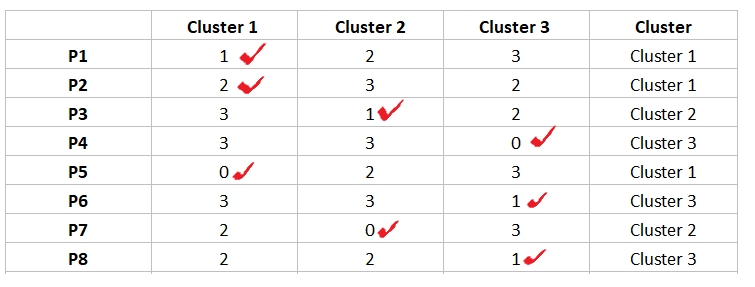 Cluster 1 Cluster 2 Cluster 3 Cluster
P1 1 2 3 Cluster 1
P2 2 3 2 Cluster 1
P3 3 1 2 Cluster 2
P4 3 3 0 Cluster 3
P5 0 2 3 Cluster 1
P6 3 3 1 Cluster 3
P7 2 0 3 Cluster 2
P8 2 2 1 Cluster 3